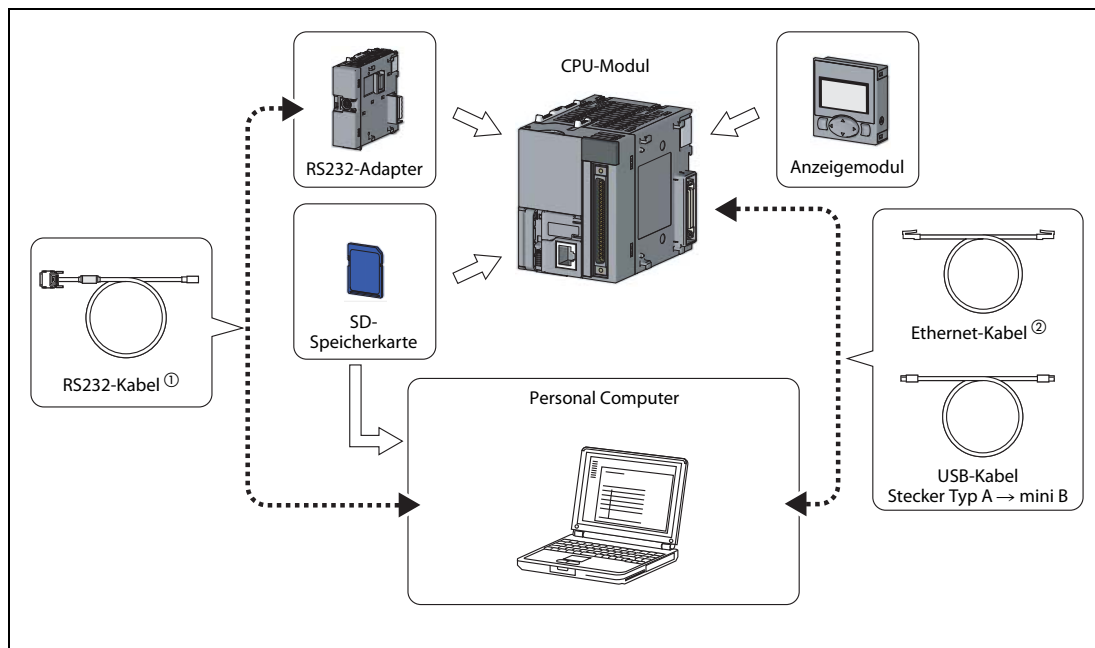 CPU-Modul
RS232-Adapter
Anzeigemodul
SD-
Speicherkarte
RS232-Kabel ①
Ethernet-Kabel ②
USB-Kabel
Stecker Typ A → mini B
Personal Computer